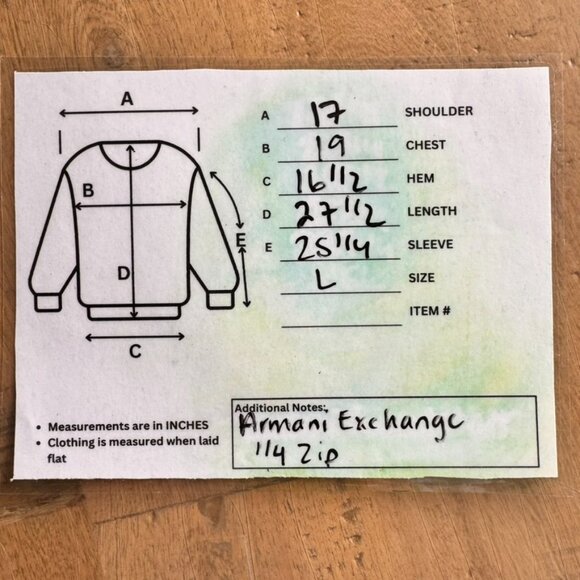 A
B
C
D
E
A 17 SHOULDER
B 19 CHEST
C 16 1/2 HEM
D 27 1/2 LENGTH
E 25 1/4 SLEEVE
L SIZE
ITEM #
• Measurements are in INCHES
• Clothing is measured when laid
flat
Additional Notes:
Armani Exchange
1/4 Zip